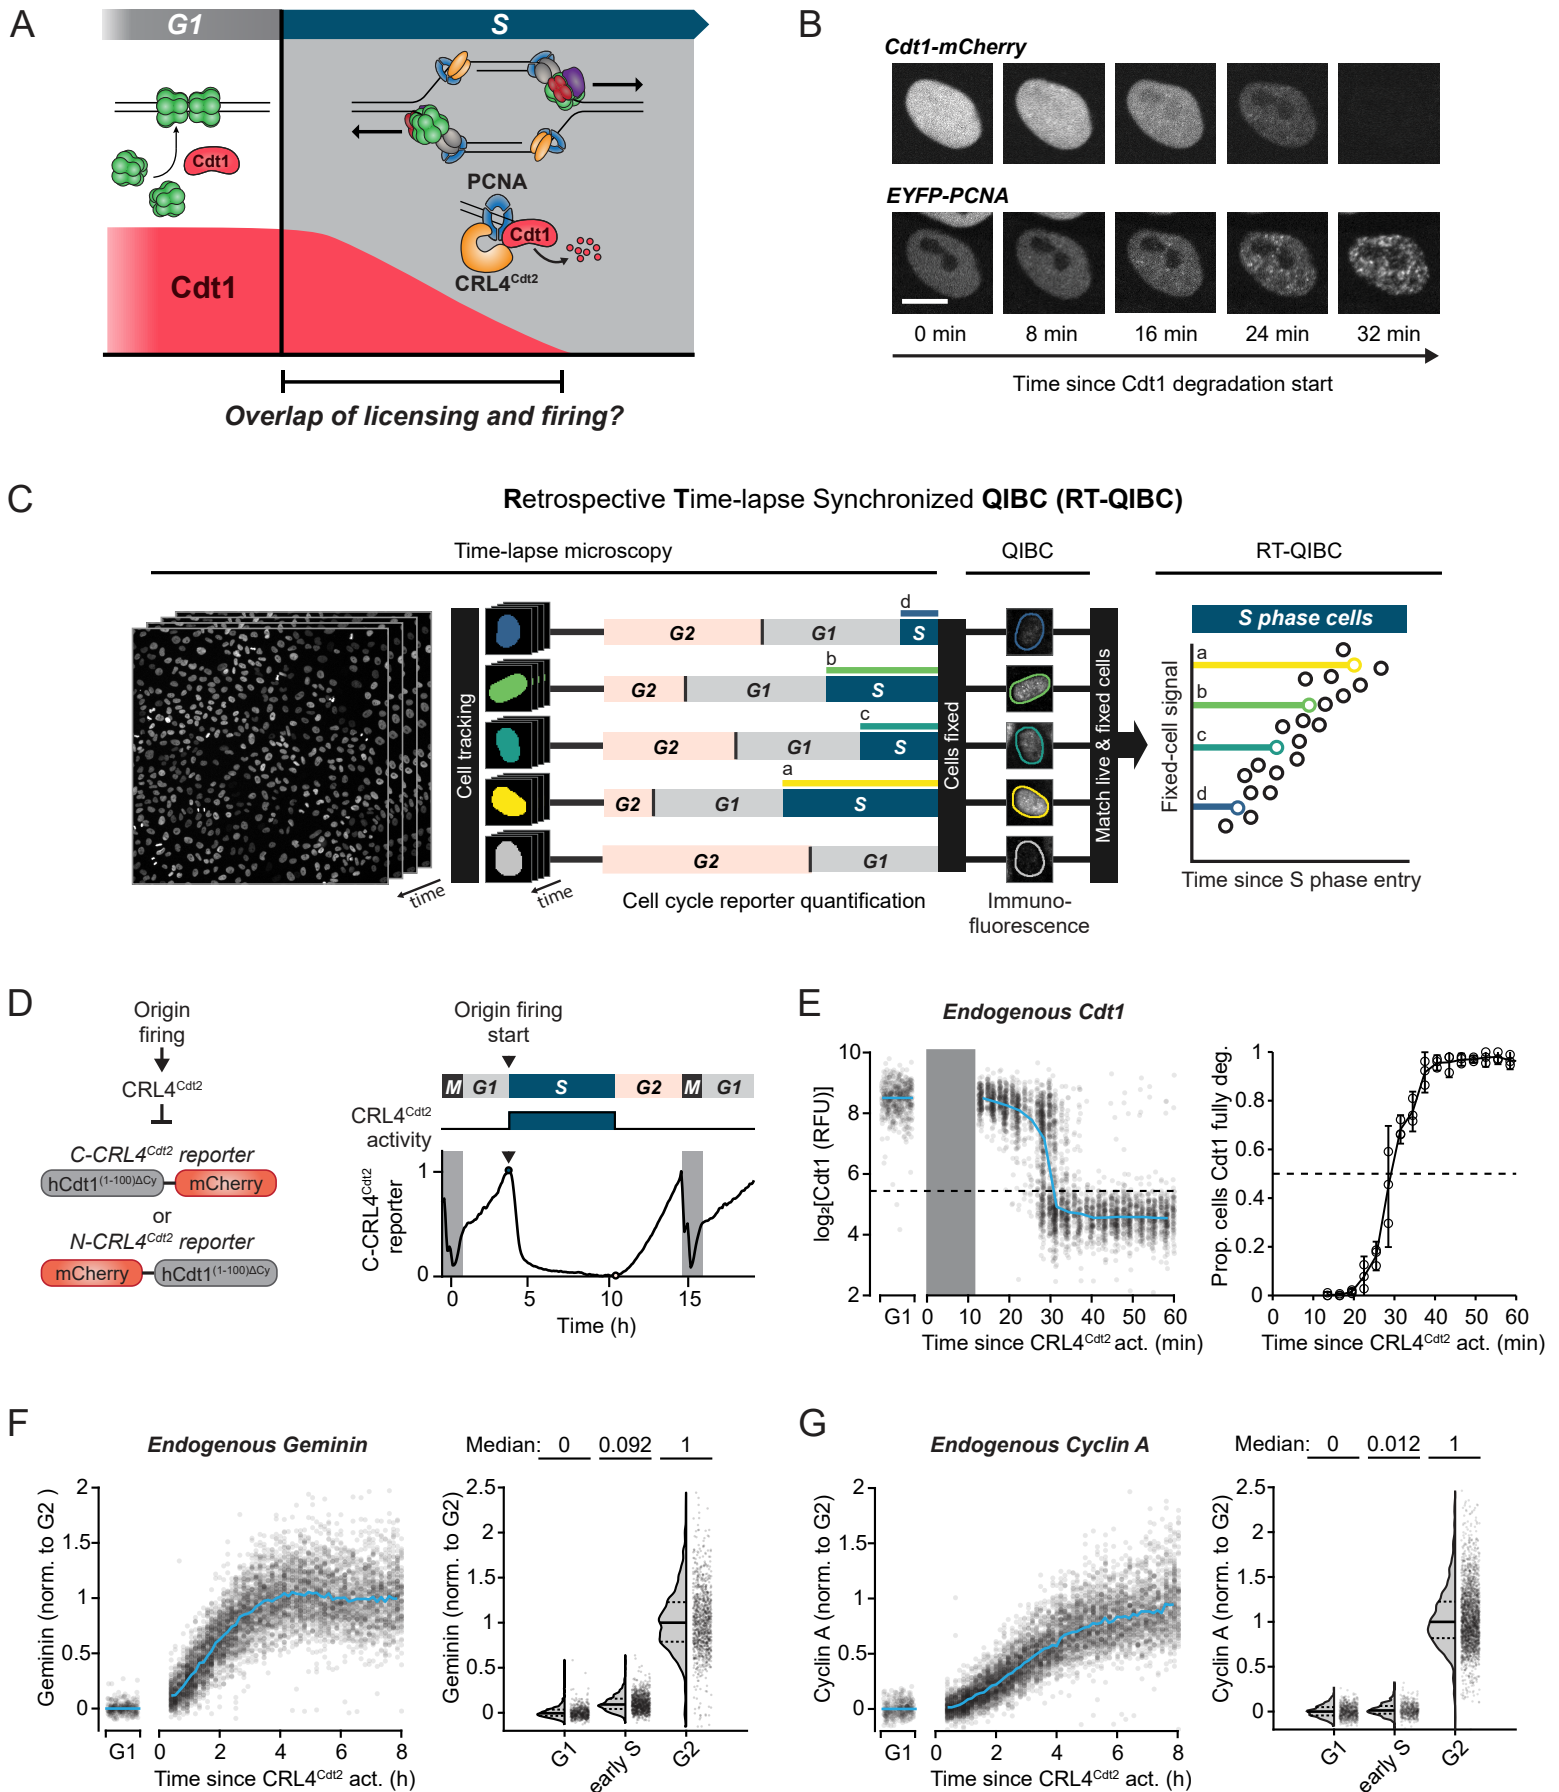 A
G1
S
Cdt1
PCNA
Cdt1
CRL4Cdt2
Cdt1
Overlap of licensing and firing?
B
Cdt1-mCherry
EYFP-PCNA
0 min 8 min 16 min 24 min 32 min
Time since Cdt1 degradation start
C
Retrospective Time-lapse Synchronized QIBC (RT-QIBC)
Time-lapse microscopy
QIBC
RT-QIBC
time
Cell tracking
time
G2 G1 S
d
G2 G1 S
b
G2 G1 S
c
G2 G1 S
a
G2 G1
Cell cycle reporter quantification
Cells fixed
Immuno-
fluorescence
Match live & fixed cells
S phase cells
a
b
c
d
Fixed-cell signal
Time since S phase entry
D
Origin
firing
CRL4Cdt2
C-CRL4Cdt2 reporter
hCdt1(1-100)ΔCy mCherry
or
N-CRL4Cdt2 reporter
mCherry hCdt1(1-100)ΔCy
Origin firing
start
M G1 S G2 M G1
CRL4Cdt2
activity
C-CRL4Cdt2
reporter
1
0
0 5 10 15
Time (h)
E
Endogenous Cdt1
log₂[Cdt1 (RFU)]
10
8
6
4
2
G1 0 10 20 30 40 50 60
Time since CRL4Cdt2 act. (min)
Prop. cells Cdt1 fully deg.
1
0.8
0.6
0.4
0.2
0
0 10 20 30 40 50 60
Time since CRL4Cdt2 act. (min)
F
Endogenous Geminin
Geminin (norm. to G2 )
2
1.5
1
0.5
0
G1 0 2 4 6 8
Time since CRL4Cdt2 act. (h)
Median: 0 0.092 1
Geminin (norm. to G2)
2.5
2
1.5
1
0.5
0
G1 early S G2
G
Endogenous Cyclin A
Cyclin A (norm. to G2)
2
1.5
1
0.5
0
G1 0 2 4 6 8
Time since CRL4Cdt2 act. (h)
Median: 0 0.012 1
Cyclin A (norm. to G2)
2.5
2
1.5
1
0.5
0
G1 early S G2